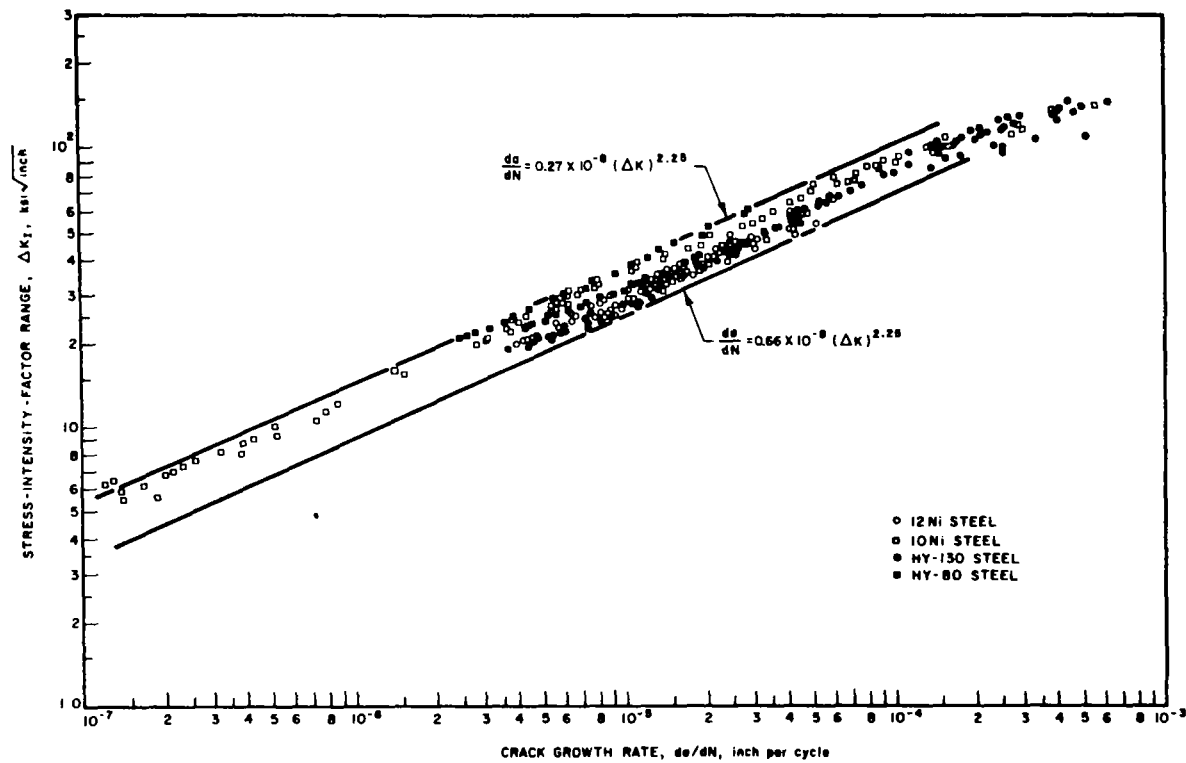 STRESS-INTENSITY-FACTOR RANGE, ΔK_I, ksi√inch
3
2
10²
8
6
5
4
3
2
10
8
6
5
4
3
2
1 0
da/dN = 0.27 X 10⁻⁸ (ΔK)^2.25
da/dN = 0.66 X 10⁻⁸ (ΔK)^2.25
○ 12Ni STEEL
□ 10Ni STEEL
● HY-130 STEEL
■ HY-80 STEEL
10⁻⁷ 2 3 4 5 6 8 10⁻⁶ 2 3 4 5 6 8 10⁻⁵ 2 3 4 5 6 8 10⁻⁴ 2 3 4 5 6 8 10⁻³
CRACK GROWTH RATE, da/dN, inch per cycle